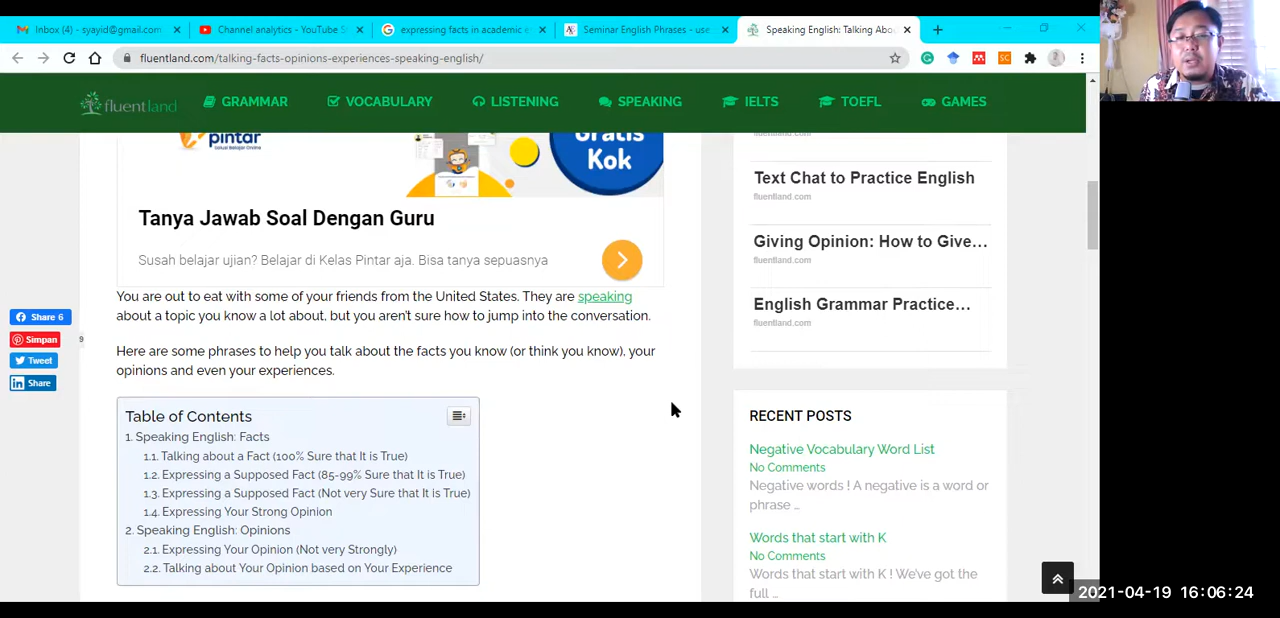 Inbox (4) - syayid@gmail.com
Channel analytics - YouTube S
expressing facts in academic e
Seminar English Phrases - use
Speaking English: Talking Abo
fluentland.com/talking-facts-opinions-experiences-speaking-english/
fluentland
GRAMMAR
VOCABULARY
LISTENING
SPEAKING
IELTS
TOEFL
GAMES
pintar
Gratis
Kok
Tanya Jawab Soal Dengan Guru
Susah belajar ujian? Belajar di Kelas Pintar aja. Bisa tanya sepuasnya
You are out to eat with some of your friends from the United States. They are speaking
about a topic you know a lot about, but you aren't sure how to jump into the conversation.
Here are some phrases to help you talk about the facts you know (or think you know), your
opinions and even your experiences.
Share 6
Simpan
9
Tweet
Share
Table of Contents
1. Speaking English: Facts
1.1. Talking about a Fact (100% Sure that It is True)
1.2. Expressing a Supposed Fact (85-99% Sure that It is True)
1.3. Expressing a Supposed Fact (Not very Sure that It is True)
1.4. Expressing Your Strong Opinion
2. Speaking English: Opinions
2.1. Expressing Your Opinion (Not very Strongly)
2.2. Talking about Your Opinion based on Your Experience
fluentland.com
Text Chat to Practice English
fluentland.com
Giving Opinion: How to Give...
fluentland.com
English Grammar Practice...
fluentland.com
RECENT POSTS
Negative Vocabulary Word List
No Comments
Negative words ! A negative is a word or
phrase ...
Words that start with K
No Comments
Words that start with K ! We've got the
full ...
2021-04-19 16:06:24